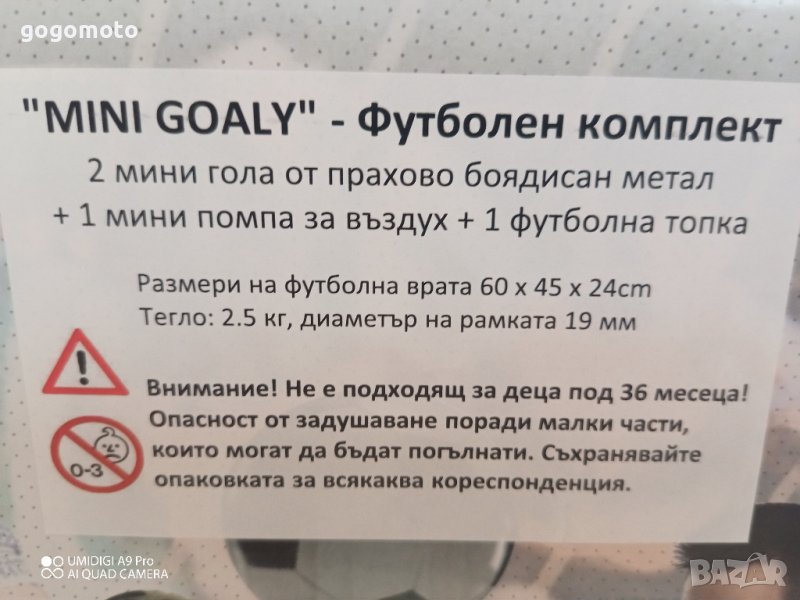 gogomoto
"MINI GOALY" - Футболен комплект
2 мини гола от прахово боядисан метал
+ 1 мини помпа за въздух + 1 футболна топка
Размери на футболна врата 60 x 45 x 24cm
Тегло: 2.5 кг, диаметър на рамката 19 мм
!
Внимание! Не е подходящ за деца под 36 месеца!
Опасност от задушаване поради малки части,
които могат да бъдат погълнати. Съхранявайте
опаковката за всякаква кореспонденция.
0-3
UMIDIGI A9 Pro
AI QUAD CAMERA
BAZAR